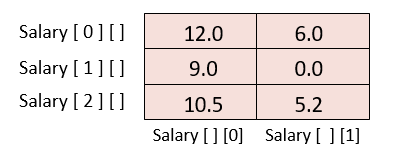 Salary [ 0 ] [ ] 12.0 6.0
Salary [ 1 ] [ ] 9.0 0.0
Salary [ 2 ] [ ] 10.5 5.2
Salary [ ] [0] Salary [ ] [1]